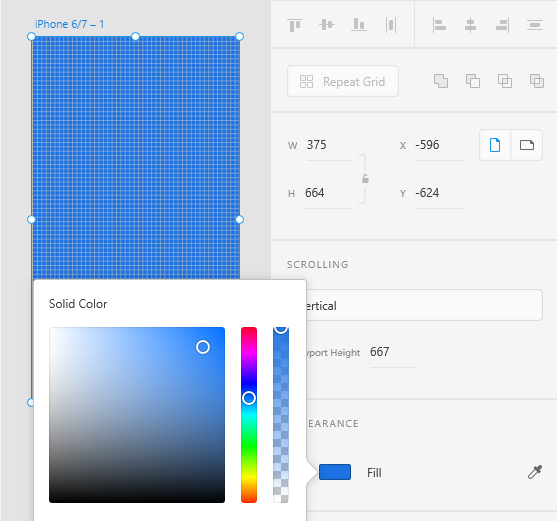 iPhone 6/7 – 1
Repeat Grid
W 375 X -596
H 664 Y -624
SCROLLING
ertical
port Height 667
EARANCE
Solid Color
Fill